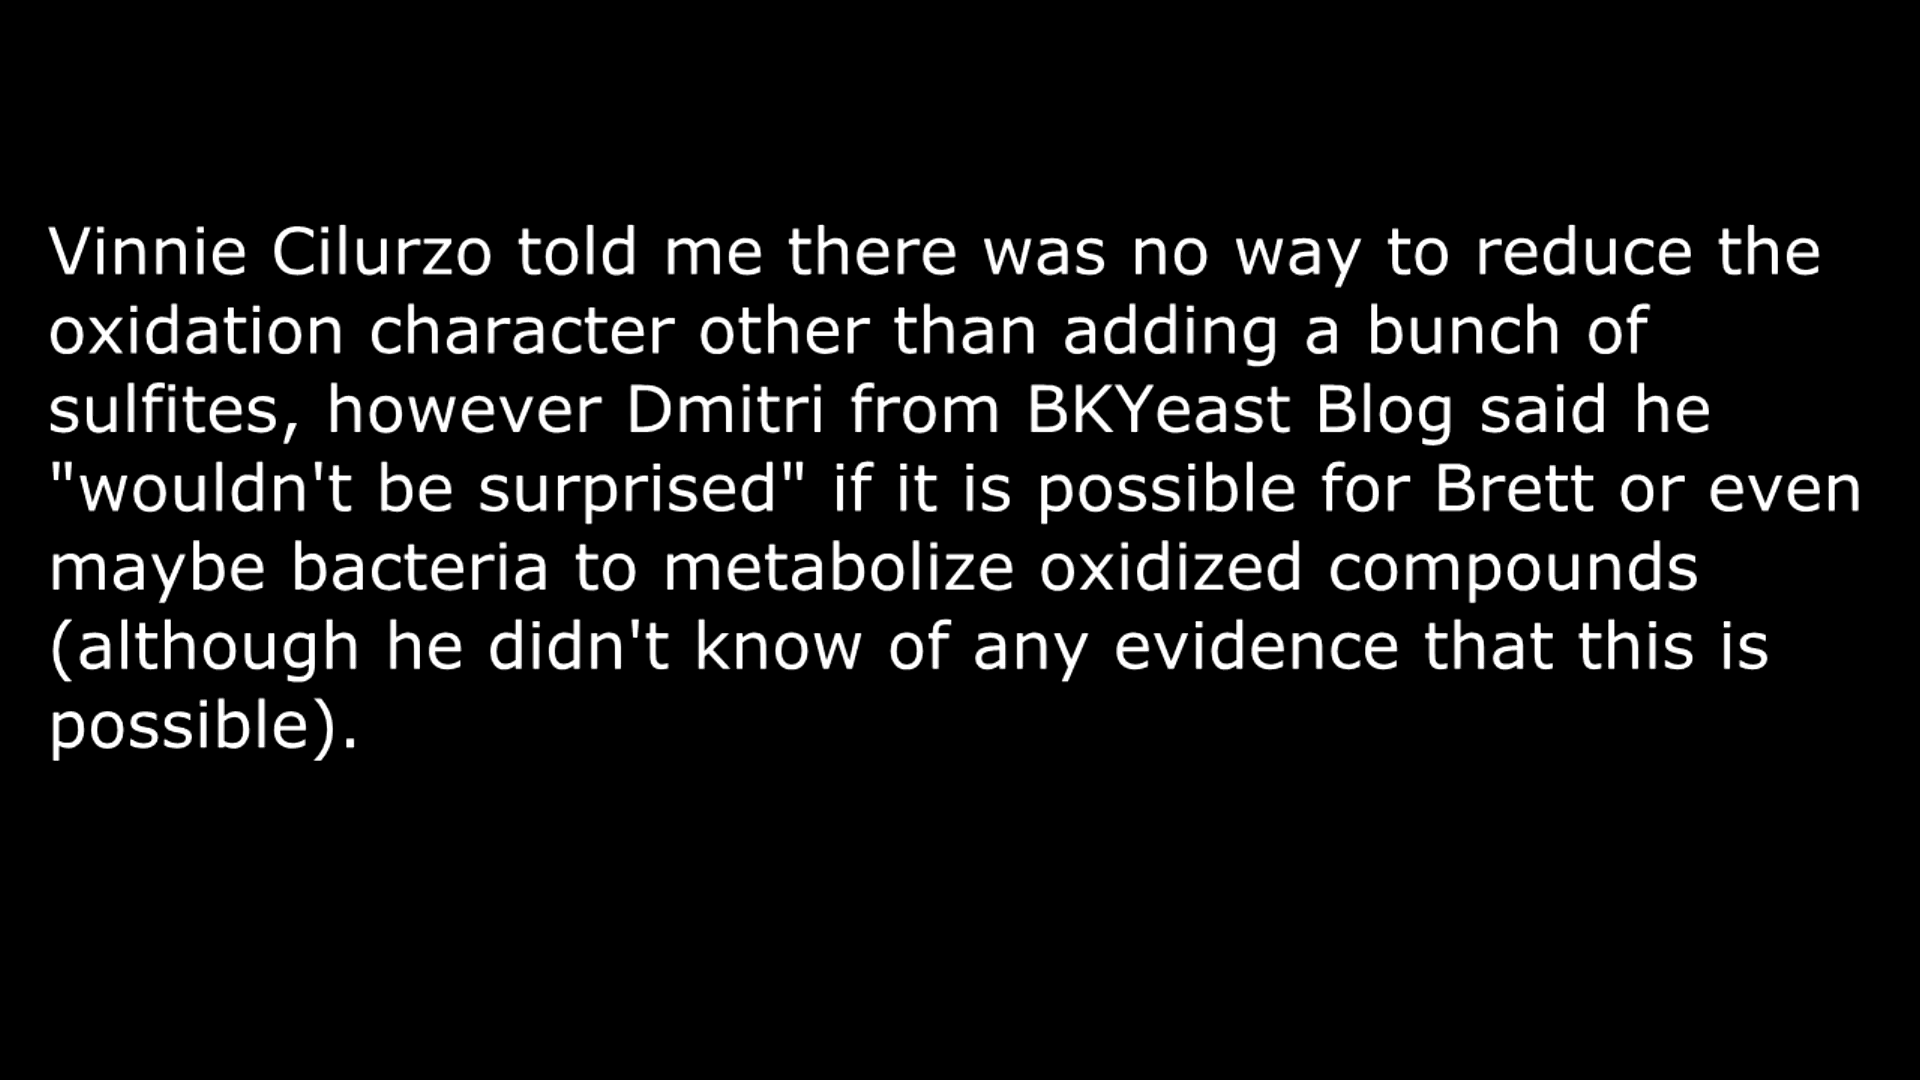 Vinnie Cilurzo told me there was no way to reduce the
oxidation character other than adding a bunch of
sulfites, however Dmitri from BKYeast Blog said he
"wouldn't be surprised" if it is possible for Brett or even
maybe bacteria to metabolize oxidized compounds
(although he didn't know of any evidence that this is
possible).